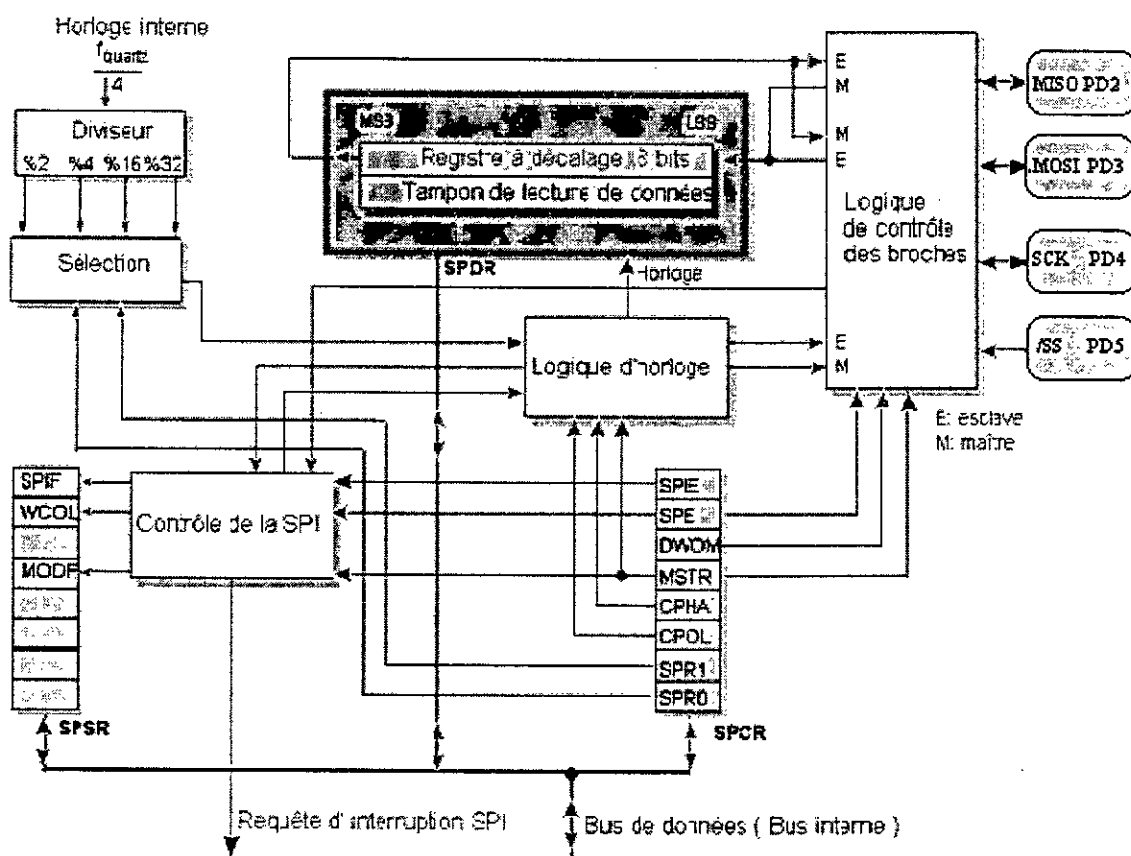 Horloge interne
fquartz
4
Diviseur
%2 %4 %16 %32
Sélection
MSB
LSB
Registre à décalage (8 bits
Tampon de lecture de données
SPDR
Horloge
Logique d'horloge
E
M
M
E
E
M
Logique
de contrôle
des broches
MISO PD2
MOSI PD3
SCK PD4
/SS PD5
E: esclave
M: maître
SPIF
WCOL
MODF
SPSR
Contrôle de la SPI
SPIE
SPE
DWOM
MSTR
CPHA
CPOL
SPR1
SPR0
SPCR
Requête d'interruption SPI
Bus de données ( Bus interne )